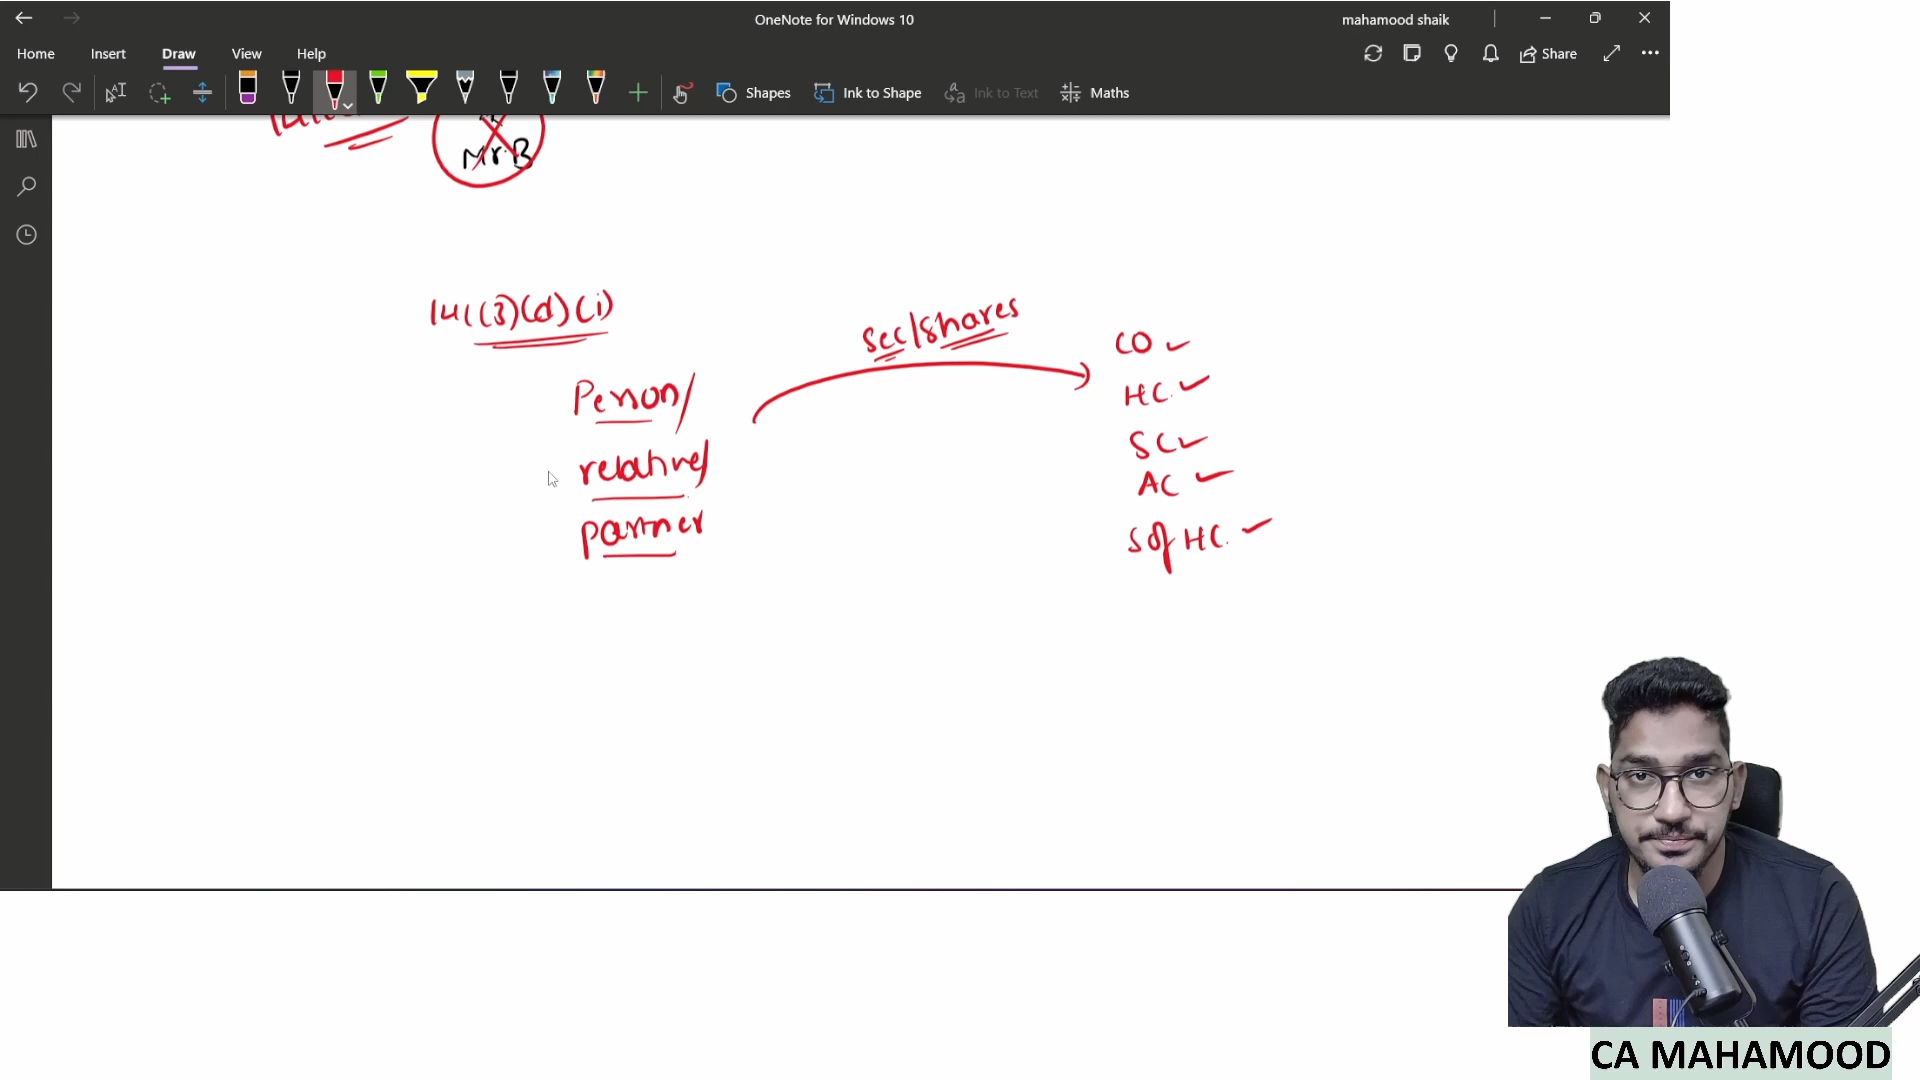 OneNote for Windows 10
mahamood shaik
Home Insert Draw View Help
Share
Shapes Ink to Shape Ink to Text Maths
Mr.B
141(3)(d)(i)
Sec/Shares
Person/
relative/
partner
CO
HC.
SC
AC
S of HC.
CA MAHAMOOD